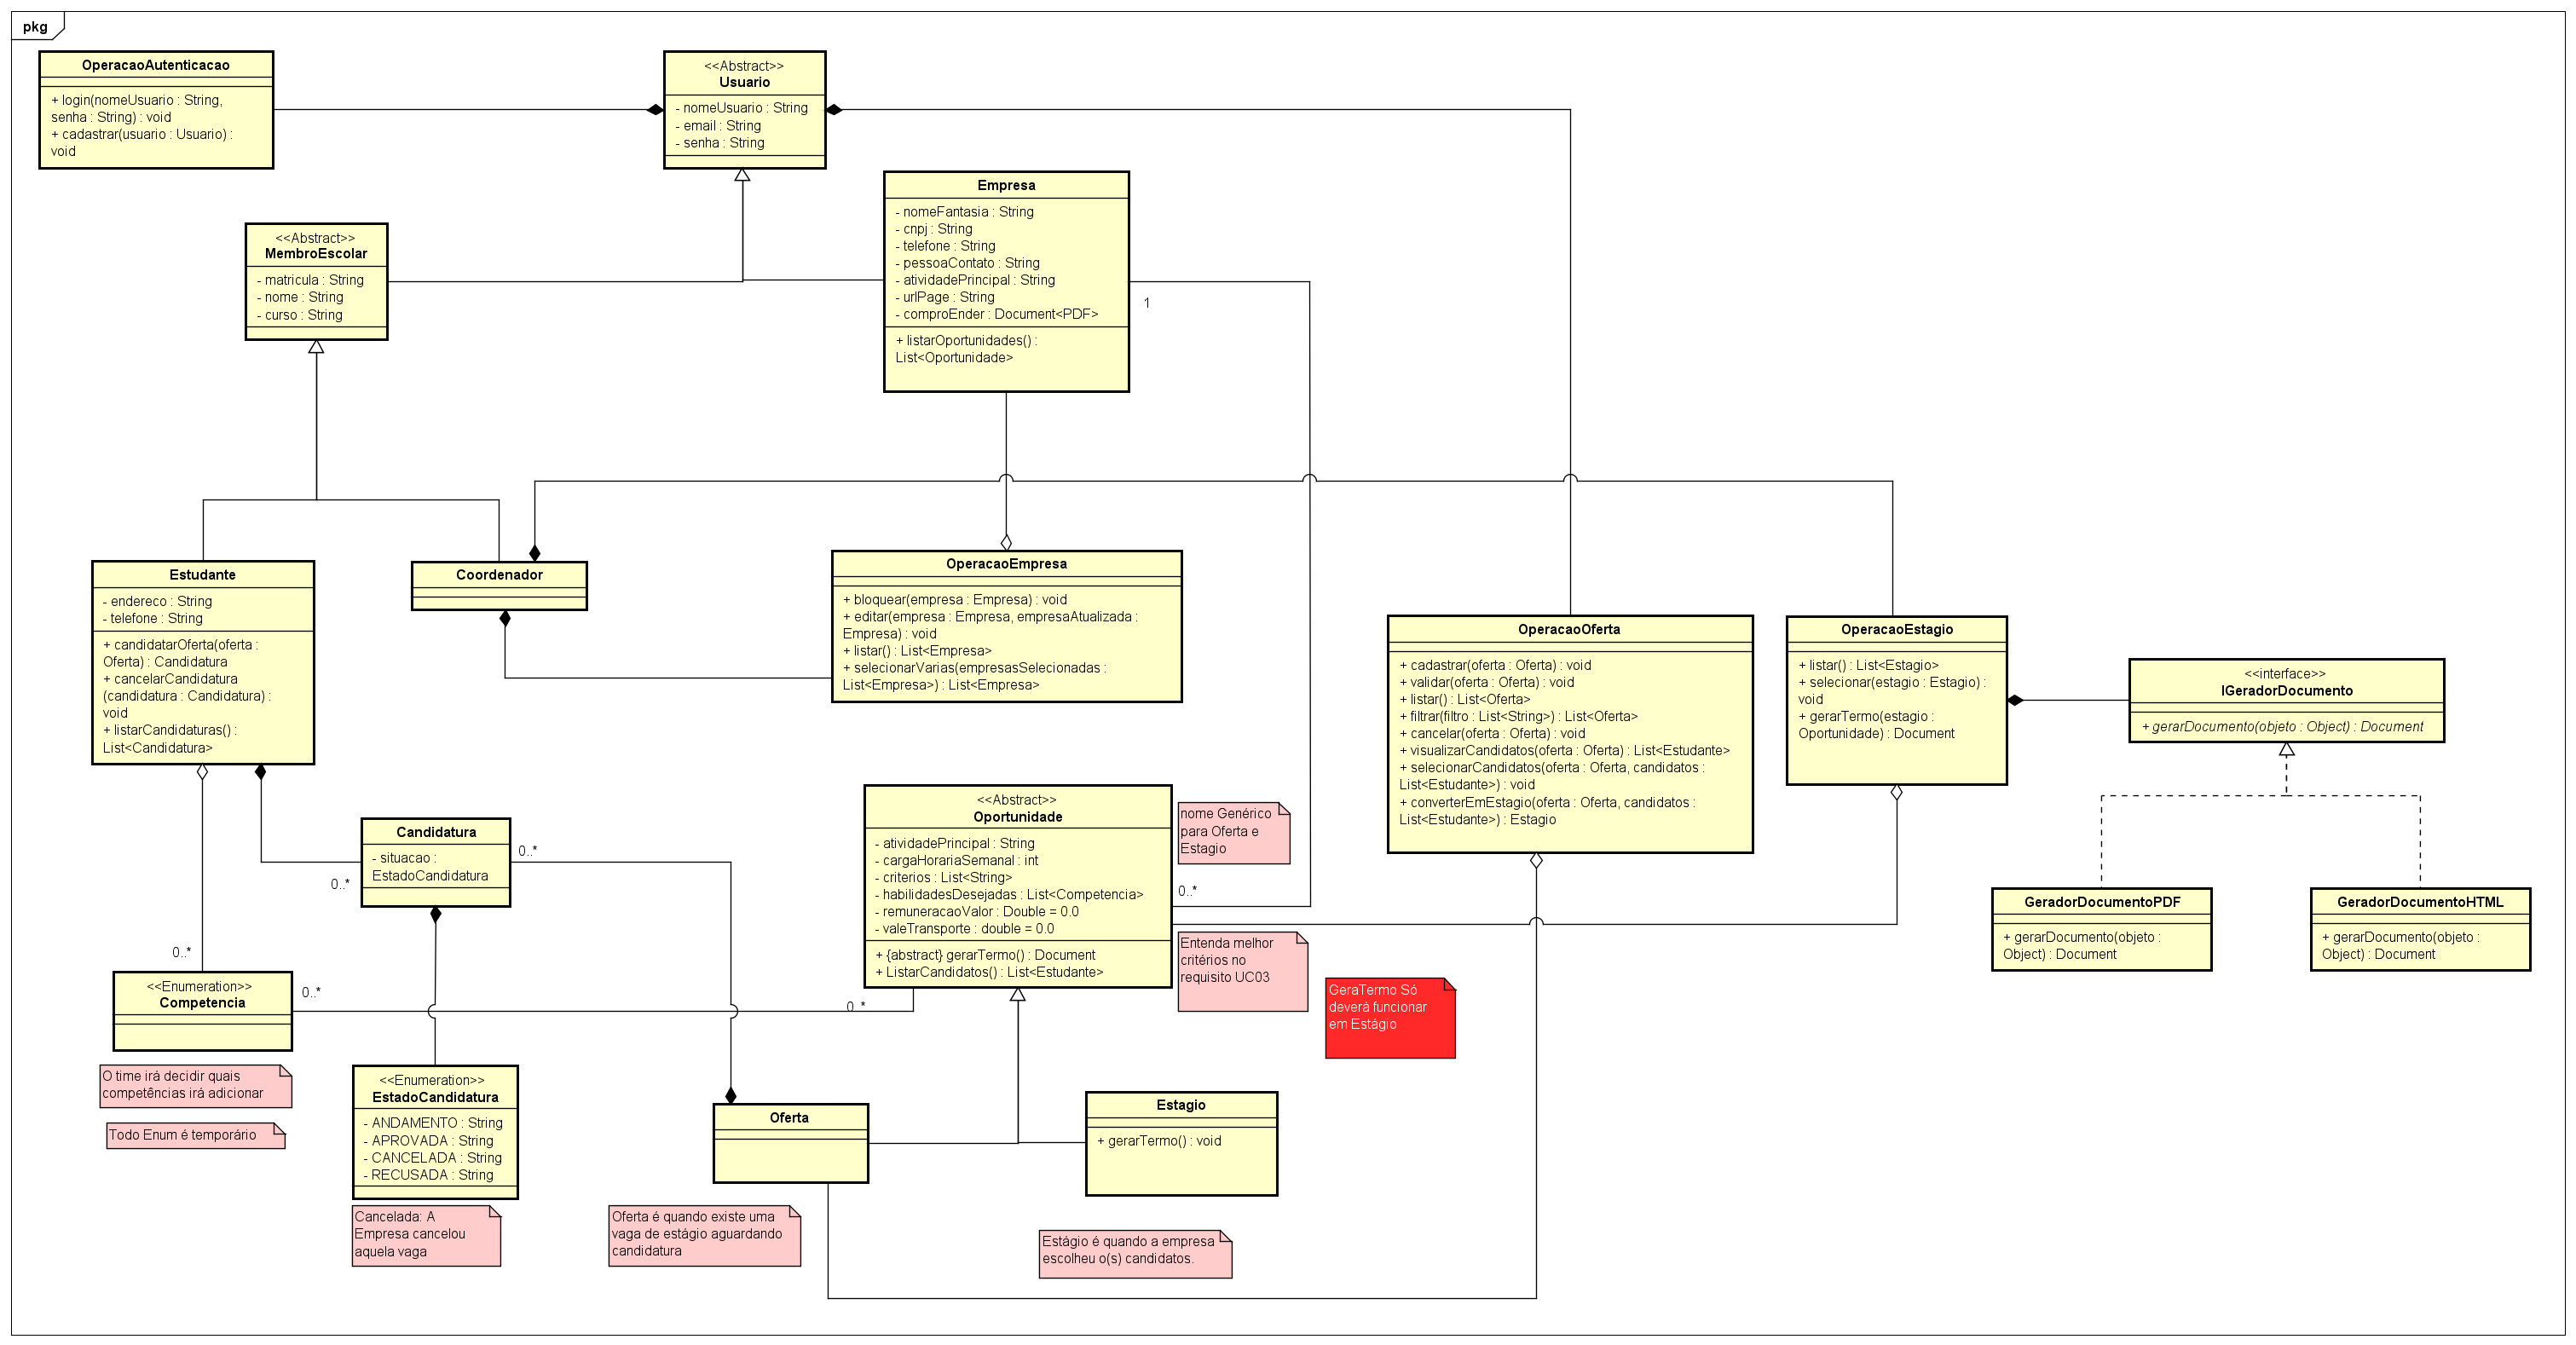 pkg
OperacaoAutenticacao
+ login(nomeUsuario : String,
senha : String) : void
+ cadastrar(usuario : Usuario) :
void
<<Abstract>>
Usuario
- nomeUsuario : String
- email : String
- senha : String
Empresa
- nomeFantasia : String
- cnpj : String
- telefone : String
- pessoaContato : String
- atividadePrincipal : String
- urlPage : String
- comproEnder : Document<PDF>
+ listarOportunidades() :
List<Oportunidade>
1
<<Abstract>>
MembroEscolar
- matricula : String
- nome : String
- curso : String
Estudante
- endereco : String
- telefone : String
+ candidatarOferta(oferta :
Oferta) : Candidatura
+ cancelarCandidatura
(candidatura : Candidatura) :
void
+ listarCandidaturas() :
List<Candidatura>
Coordenador
OperacaoEmpresa
+ bloquear(empresa : Empresa) : void
+ editar(empresa : Empresa, empresaAtualizada :
Empresa) : void
+ listar() : List<Empresa>
+ selecionarVarias(empresasSelecionadas :
List<Empresa>) : List<Empresa>
OperacaoOferta
+ cadastrar(oferta : Oferta) : void
+ validar(oferta : Oferta) : void
+ listar() : List<Oferta>
+ filtrar(filtro : List<String>) : List<Oferta>
+ cancelar(oferta : Oferta) : void
+ visualizarCandidatos(oferta : Oferta) : List<Estudante>
+ selecionarCandidatos(oferta : Oferta, candidatos :
List<Estudante>) : void
+ converterEmEstagio(oferta : Oferta, candidatos :
List<Estudante>) : Estagio
OperacaoEstagio
+ listar() : List<Estagio>
+ selecionar(estagio : Estagio) :
void
+ gerarTermo(estagio :
Oportunidade) : Document
<<interface>>
IGeradorDocumento
+ gerarDocumento(objeto : Object) : Document
GeradorDocumentoPDF
+ gerarDocumento(objeto :
Object) : Document
GeradorDocumentoHTML
+ gerarDocumento(objeto :
Object) : Document
Candidatura
- situacao :
EstadoCandidatura
0..*
0..*
<<Abstract>>
Oportunidade
- atividadePrincipal : String
- cargaHorariaSemanal : int
- criterios : List<String>
- habilidadesDesejadas : List<Competencia>
- remuneracaoValor : Double = 0.0
- valeTransporte : double = 0.0
+ {abstract} gerarTermo() : Document
+ ListarCandidatos() : List<Estudante>
nome Genérico
para Oferta e
Estagio
0..*
Entenda melhor
critérios no
requisito UC03
GeraTermo Só
deverá funcionar
em Estágio
0..*
<<Enumeration>>
Competencia
0..*
0..*
O time irá decidir quais
competências irá adicionar
Todo Enum é temporário
<<Enumeration>>
EstadoCandidatura
- ANDAMENTO : String
- APROVADA : String
- CANCELADA : String
- RECUSADA : String
Cancelada: A
Empresa cancelou
aquela vaga
Oferta
Oferta é quando existe uma
vaga de estágio aguardando
candidatura
Estagio
+ gerarTermo() : void
Estágio é quando a empresa
escolheu o(s) candidatos.